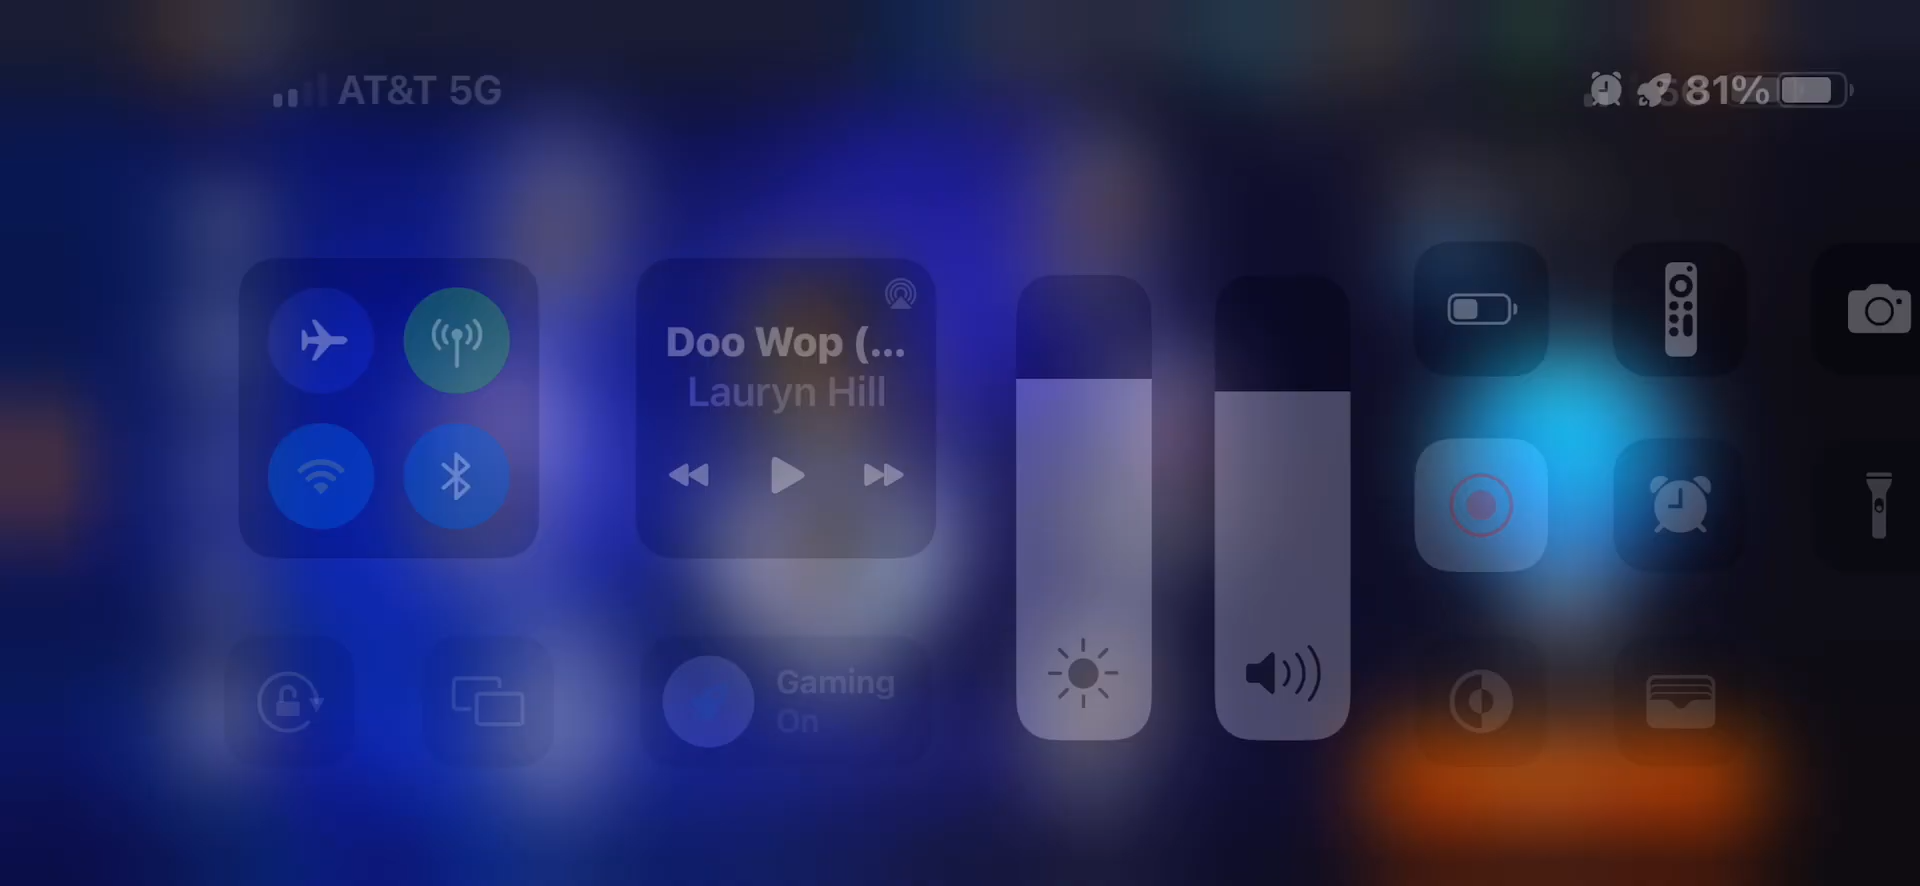 AT&T 5G
81%
Doo Wop (...
Lauryn Hill
Gaming
On